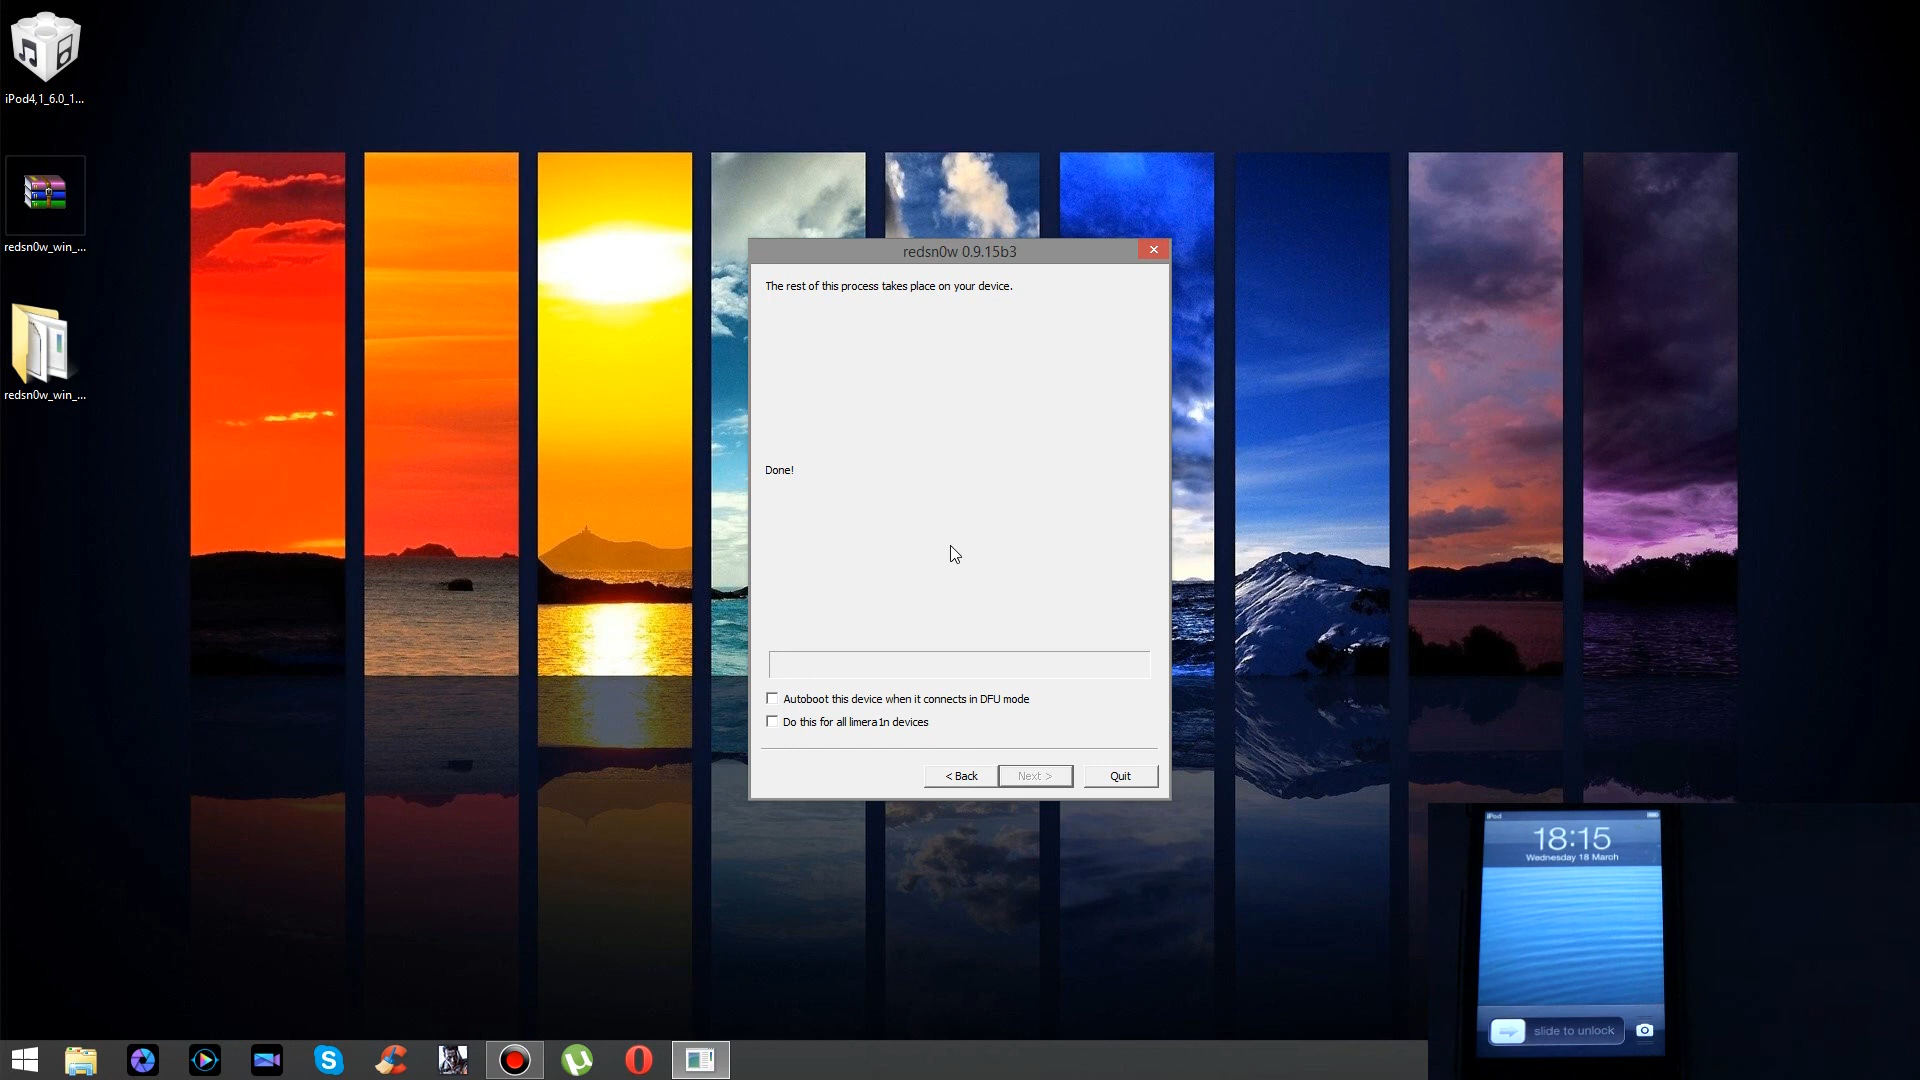 iPod4,1_6.0_1...
redsn0w_win_...
redsn0w_win_...
redsn0w 0.9.15b3
The rest of this process takes place on your device.
Done!
Autoboot this device when it connects in DFU mode
Do this for all limera1n devices
< Back
Next >
Quit
iPod
18:15
Wednesday 18 March
slide to unlock